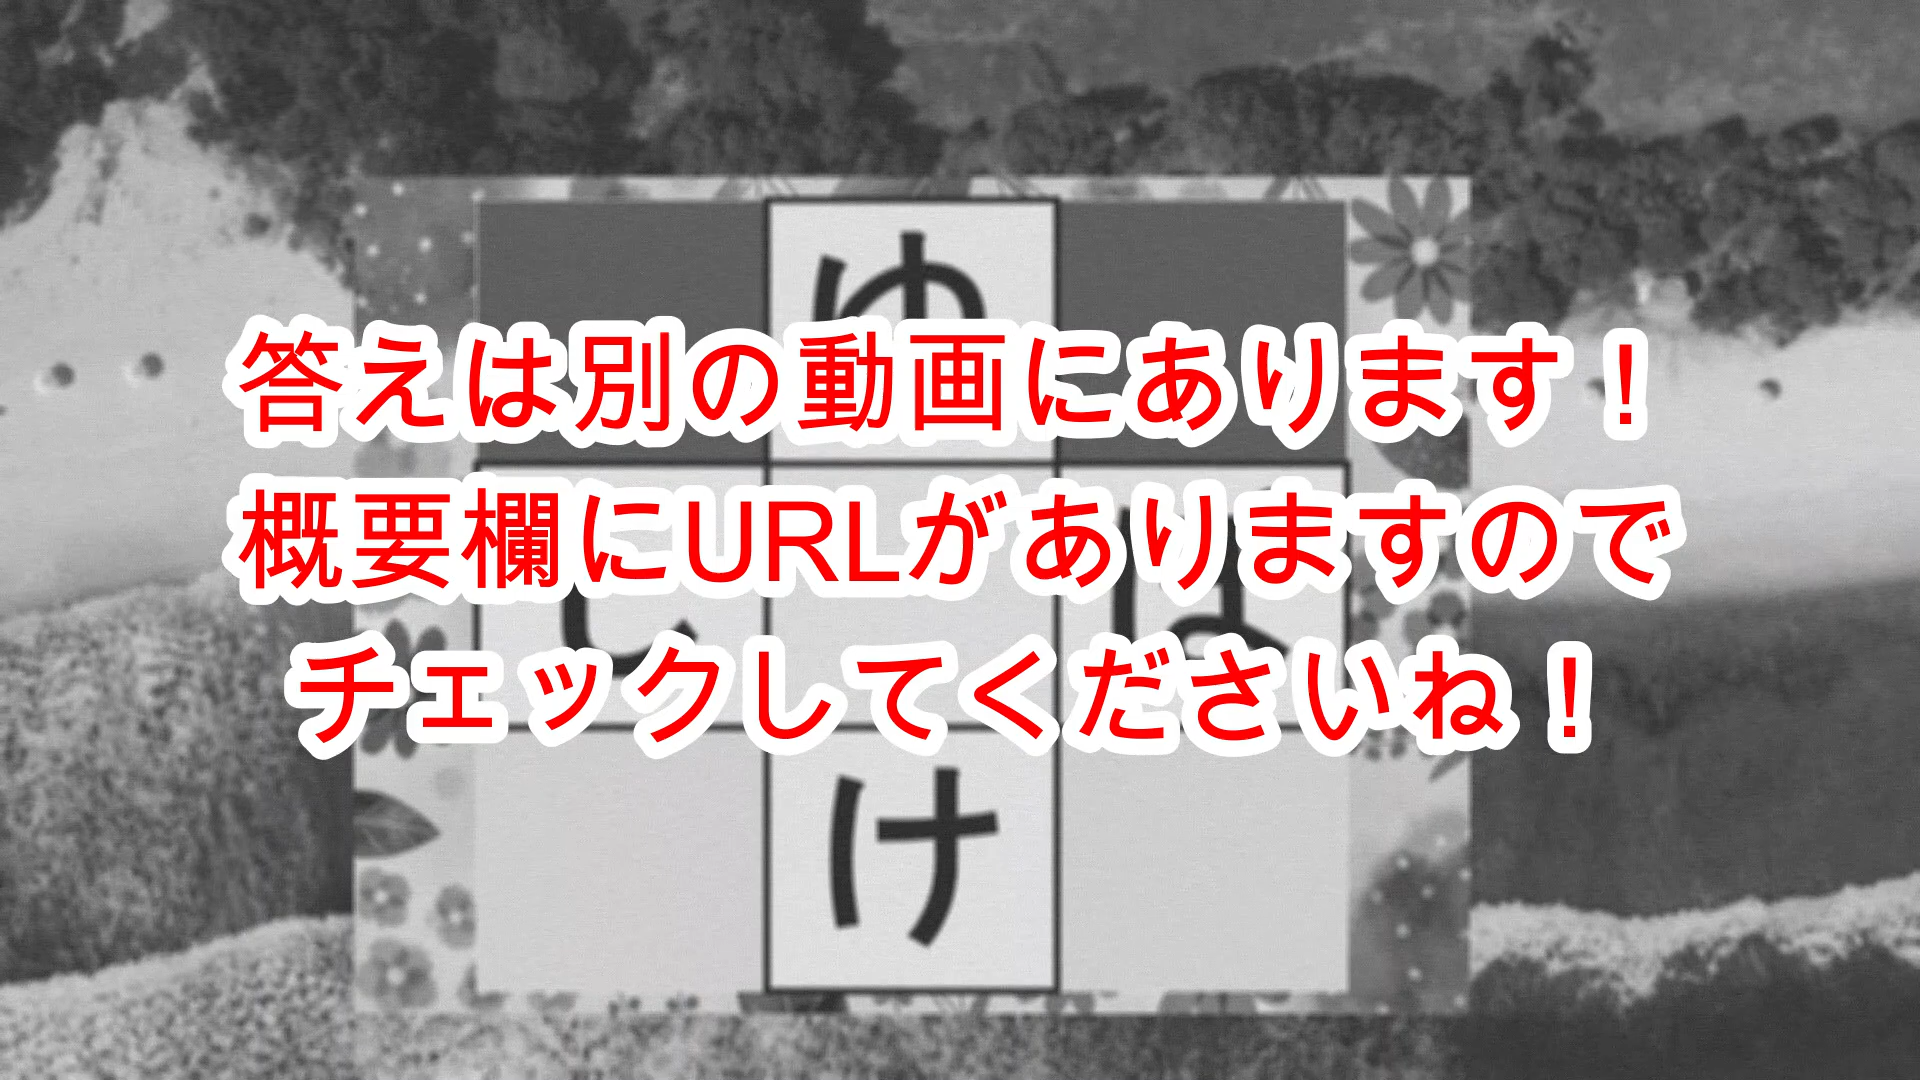 ゆ
答えは別の動画にあります！
概要欄にURLがありますので
チェックしてくださいね！
け